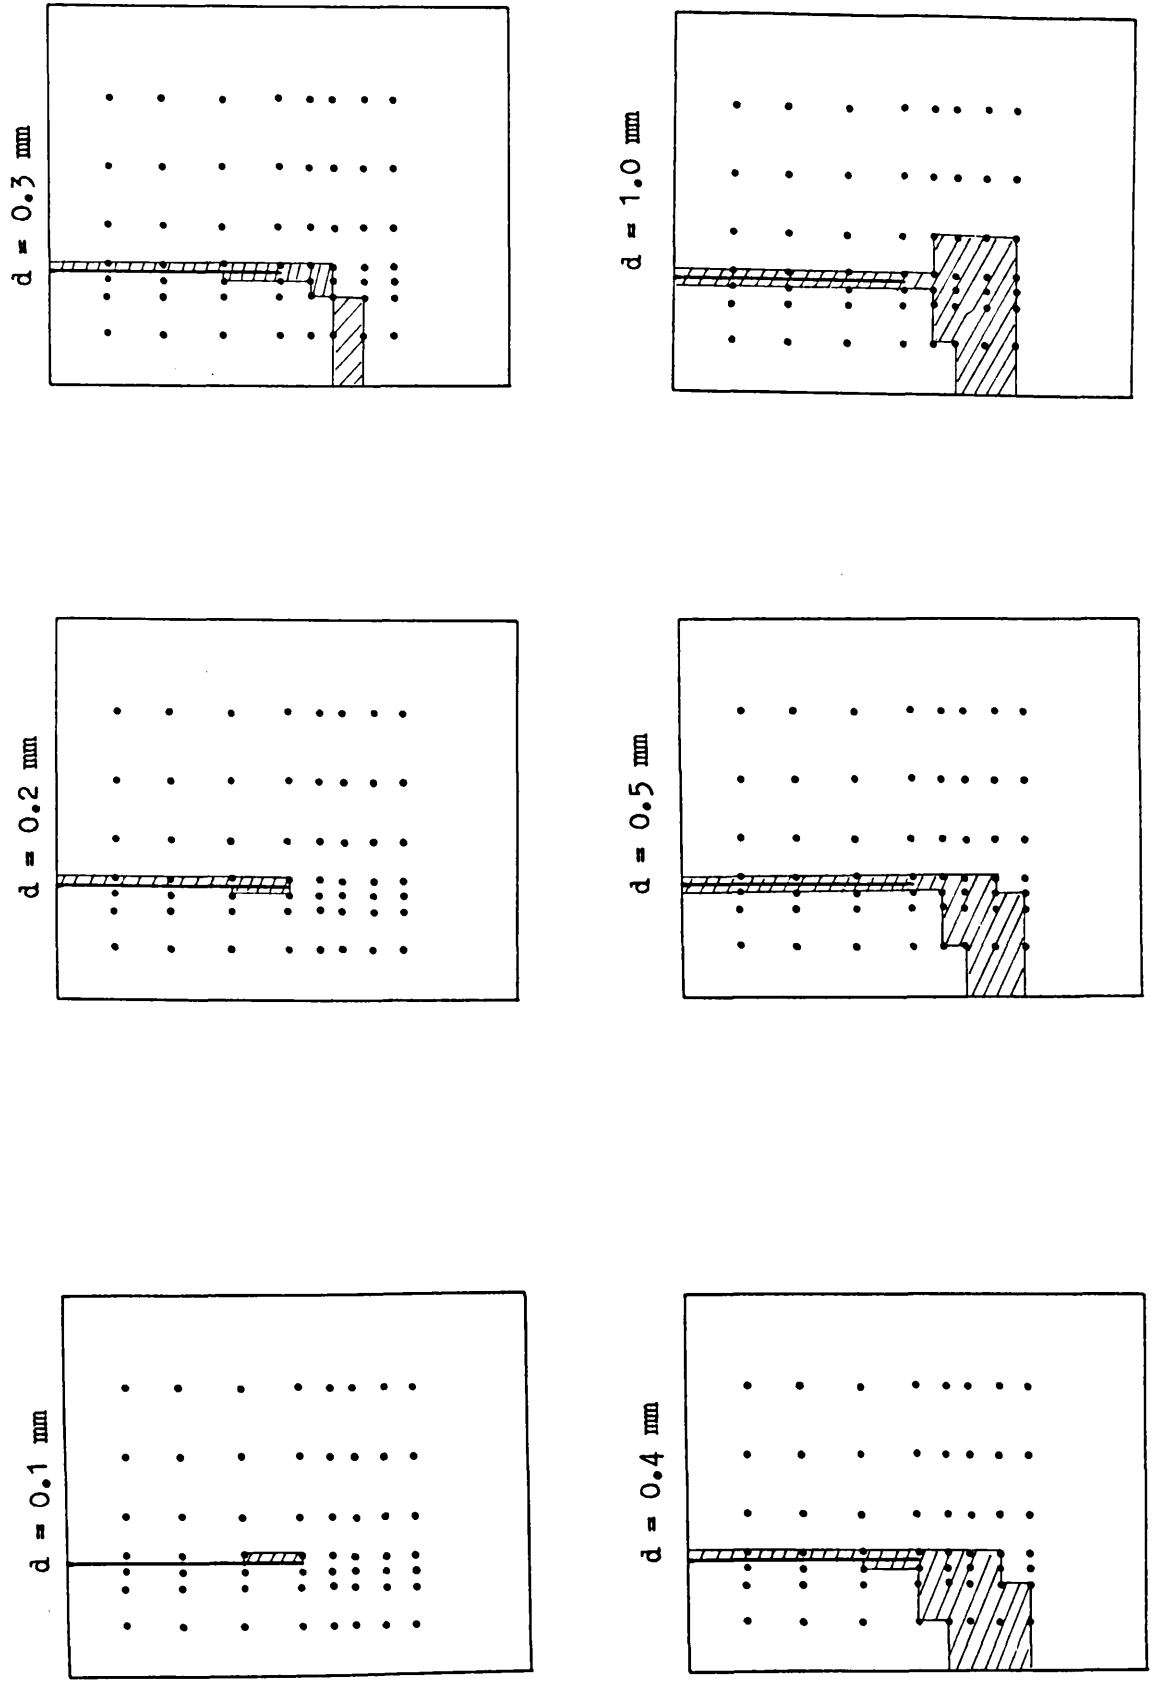 d = 0.1 mm
d = 0.2 mm
d = 0.3 mm
d = 0.4 mm
d = 0.5 mm
d = 1.0 mm